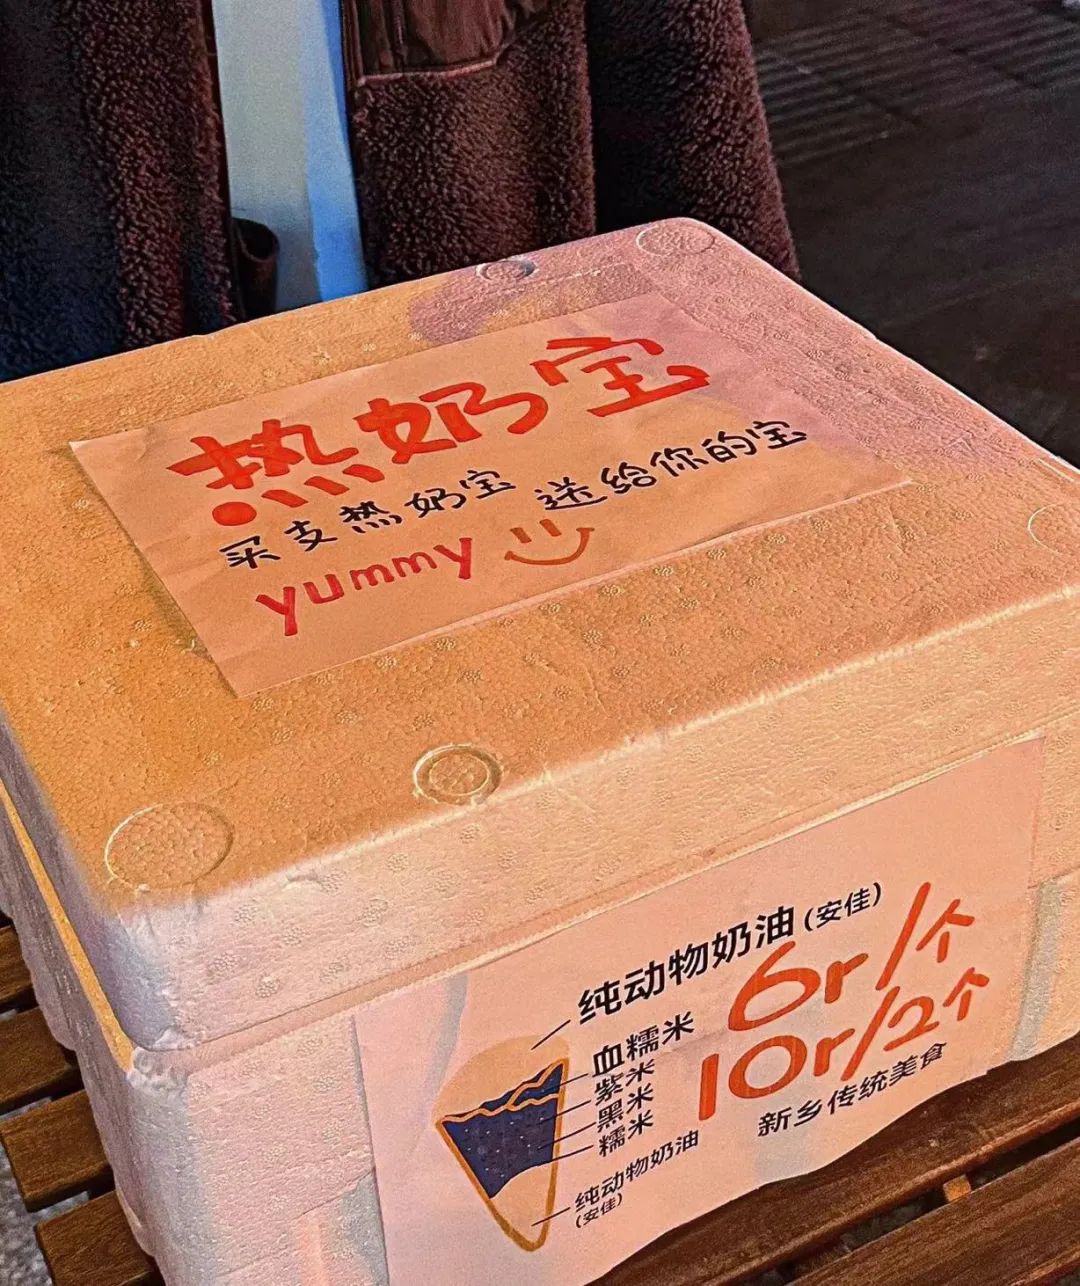 热奶宝
买支热奶宝 送给你的宝
yummy
纯动物奶油(安佳)
6r/个
血糯米
紫米
黑米
糯米
10r/2个
纯动物奶油
(安佳)
新乡传统美食